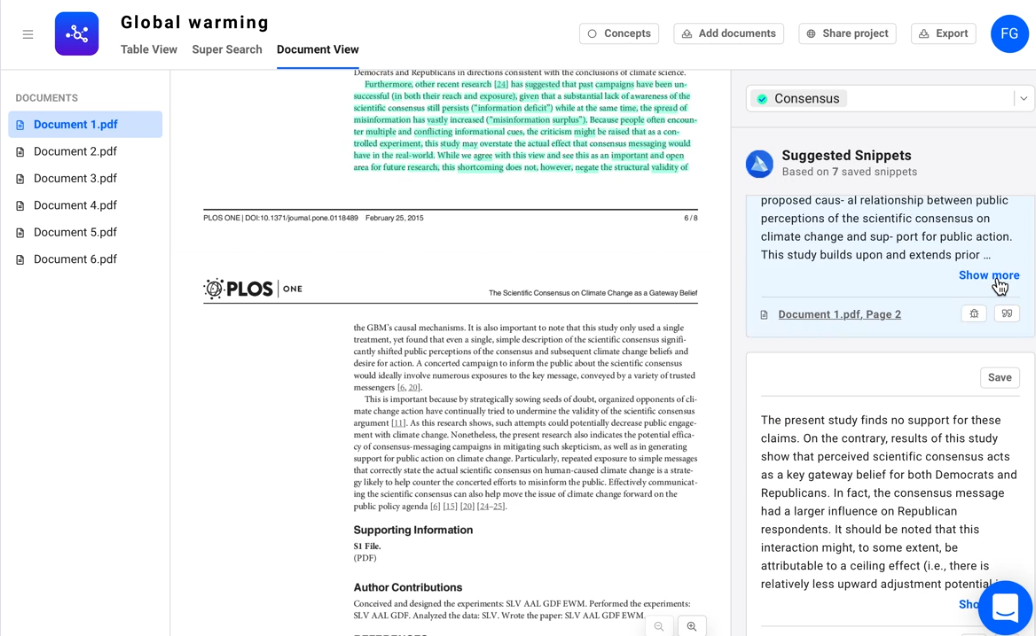 Global warming
Table View Super Search Document View
Concepts Add documents Share project Export FG
DOCUMENTS
Document 1.pdf
Document 2.pdf
Document 3.pdf
Document 4.pdf
Document 5.pdf
Document 6.pdf
Democrats and Republicans in directions consistent with the conclusions of climate science.
Furthermore, other recent research [24] has suggested that past campaigns have been un-
successful (in both their reach and exposure), given that a substantial lack of awareness of the
scientific consensus still persists ("information deficit") while at the same time, the spread of
misinformation has vastly increased ("misinformation surplus"). Because people often encoun-
ter multiple and conflicting informational cues, the criticism might be raised that as a con-
trolled experiment, this study may overstate the actual effect that consensus messaging would
have in the real-world. While we agree with this view and see this as an important and open
area for future research, this shortcoming does not, however, negate the structural validity of
PLOS ONE | DOI:10.1371/journal.pone.0118489 February 25, 2015 6 / 8
PLOS ONE
The Scientific Consensus on Climate Change as a Gateway Belief
the GBM's causal mechanisms. It is also important to note that this study only used a single
treatment, yet found that even a single, simple description of the scientific consensus signifi-
cantly shifted public perceptions of the consensus and subsequent climate change beliefs and
desire for action. A concerted campaign to inform the public about the scientific consensus
would ideally involve numerous exposures to the key message, conveyed by a variety of trusted
messengers [6, 20].
This is important because by strategically sowing seeds of doubt, organized opponents of cli-
mate change action have continually tried to undermine the validity of the scientific consensus
argument [11]. As this research shows, such attempts could potentially decrease public engage-
ment with climate change. Nonetheless, the present research also indicates the potential effica-
cy of consensus-messaging campaigns in mitigating such skepticism, as well as in generating
support for public action on climate change. Particularly, repeated exposure to simple messages
that correctly state the actual scientific consensus on human-caused climate change is a strate-
gy likely to help counter the concerted efforts to misinform the public. Effectively communicat-
ing the scientific consensus can also help move the issue of climate change forward on the
public policy agenda [6] [15] [20] [24–25].
Supporting Information
S1 File.
(PDF)
Author Contributions
Conceived and designed the experiments: SLV AAL GDF EWM. Performed the experiments:
SLV AAL GDF. Analyzed the data: SLV. Wrote the paper: SLV AAL GDF EWM.
Consensus
Suggested Snippets
Based on 7 saved snippets
proposed caus- al relationship between public
perceptions of the scientific consensus on
climate change and sup- port for public action.
This study builds upon and extends prior ...
Show more
Document 1.pdf, Page 2
Save
The present study finds no support for these
claims. On the contrary, results of this study
show that perceived scientific consensus acts
as a key gateway belief for both Democrats and
Republicans. In fact, the consensus message
had a larger influence on Republican
respondents. It should be noted that this
interaction might, to some extent, be
attributable to a ceiling effect (i.e., there is
relatively less upward adjustment potential
Sho